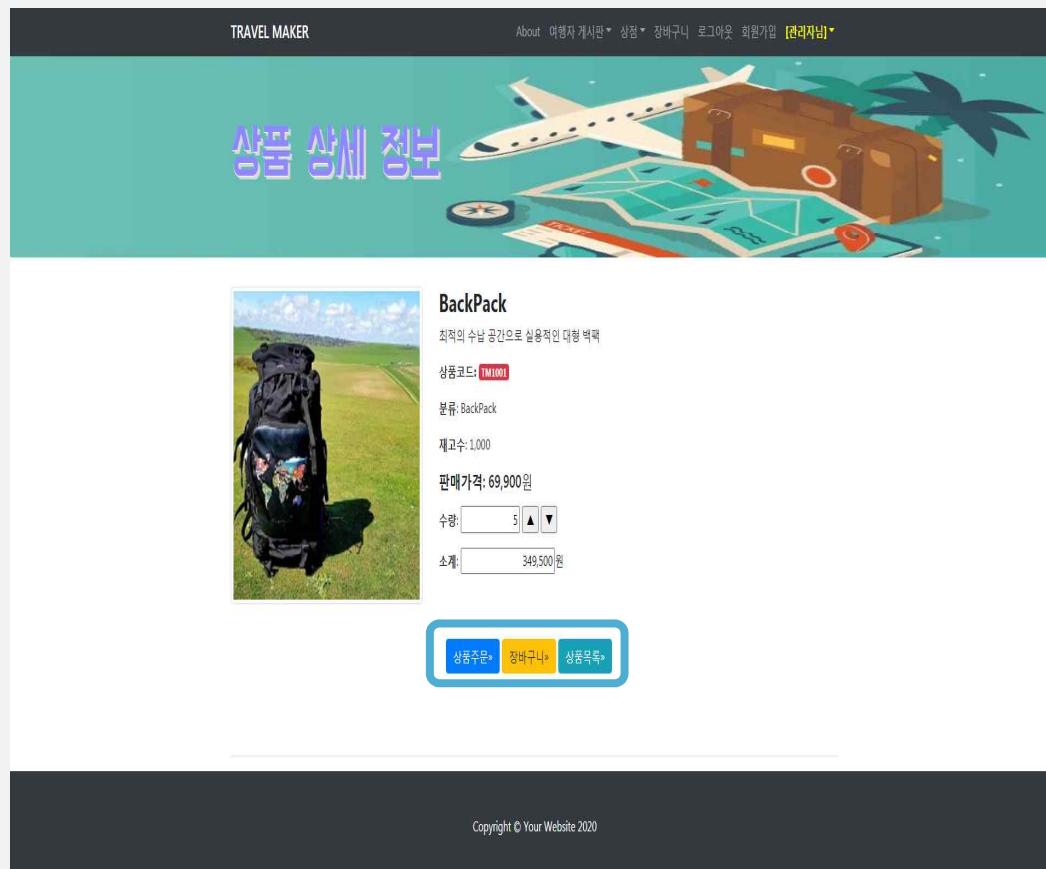 TRAVEL MAKER About 여행자 게시판 상점 장바구니 로그아웃 회원가입 [관리자님]
상품 상세 정보
TICKET
BackPack
최적의 수납 공간으로 실용적인 대형 백팩
상품코드: TM1001
분류: BackPack
재고수: 1,000
판매가격: 69,900원
수량: 5 ▲ ▼
소계: 349,500 원
상품주문» 장바구니» 상품목록»
Copyright © Your Website 2020